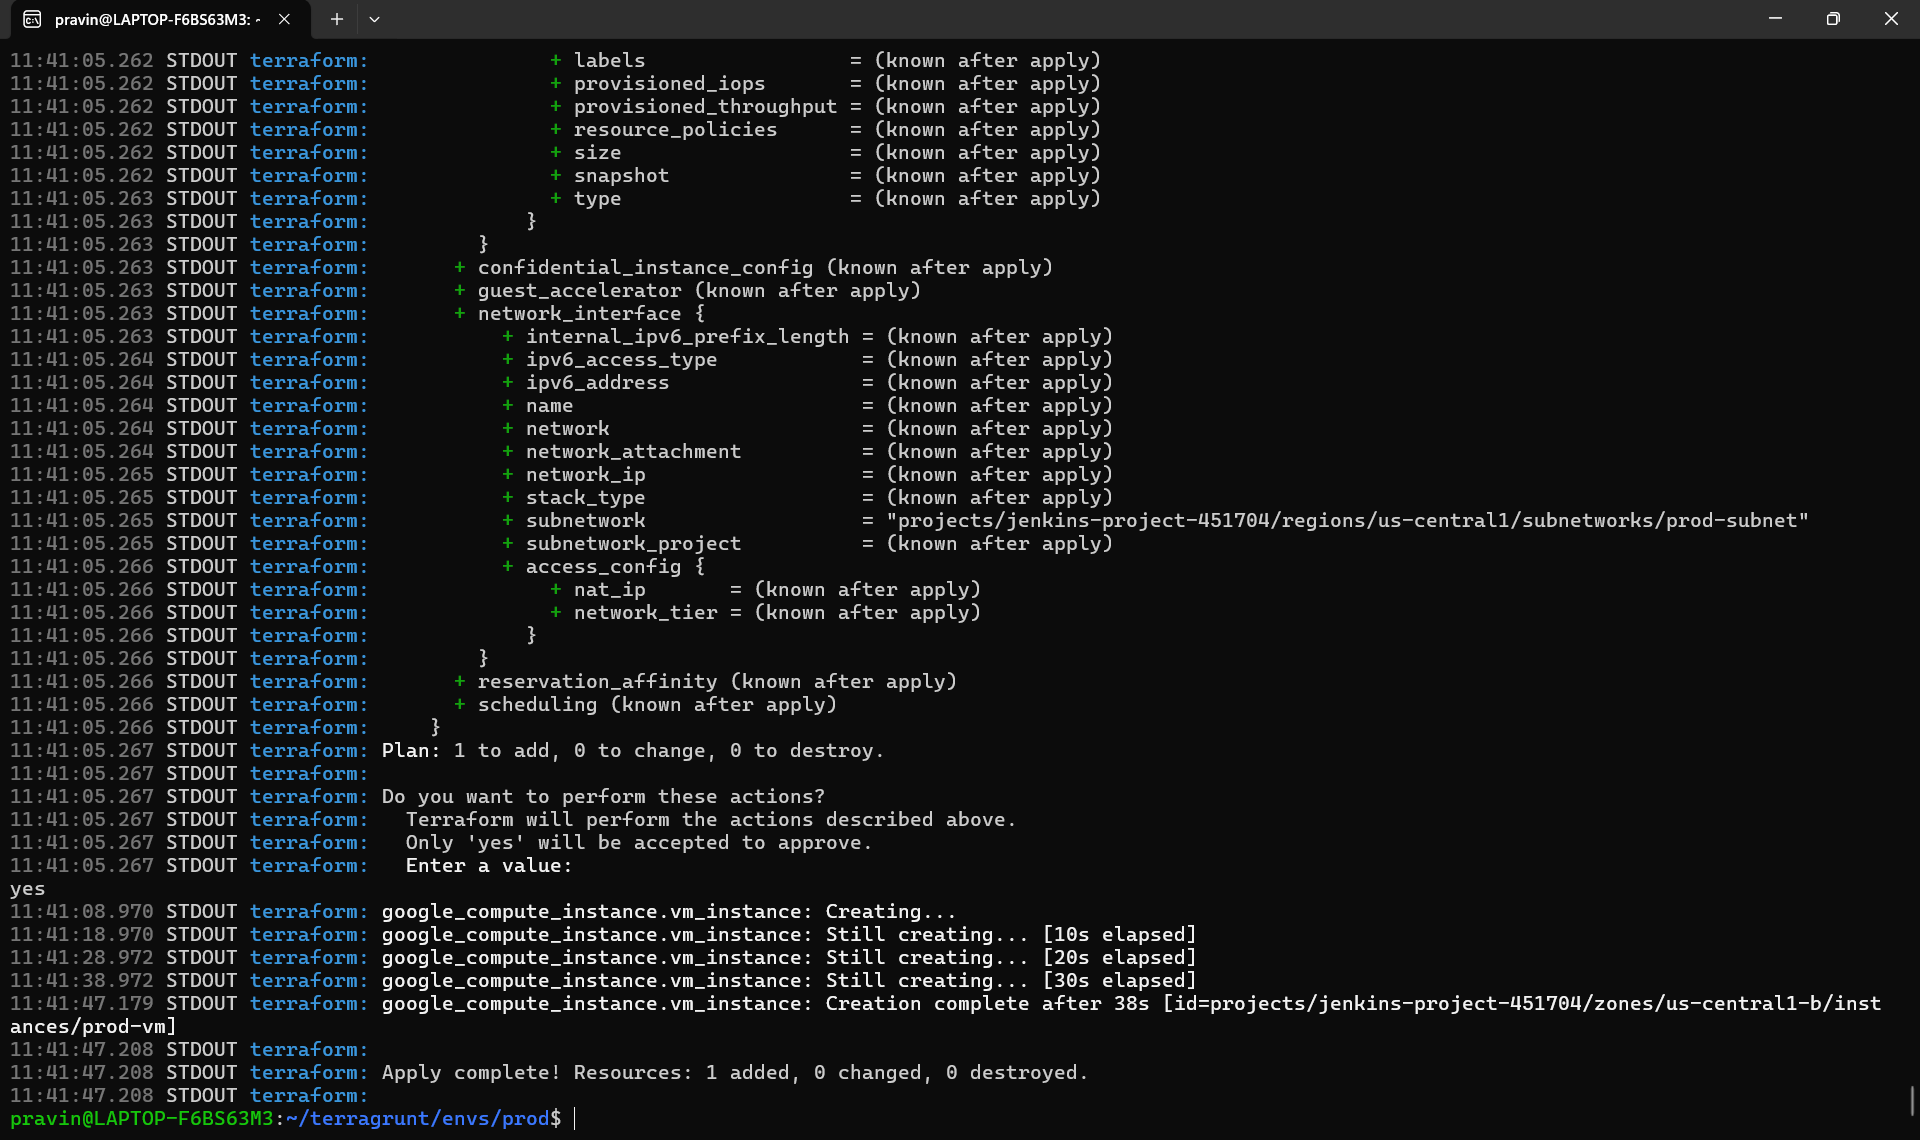 pravin@LAPTOP-F6BS63M3: ~
11:41:05.262 STDOUT terraform:               + labels                 = (known after apply)
11:41:05.262 STDOUT terraform:               + provisioned_iops       = (known after apply)
11:41:05.262 STDOUT terraform:               + provisioned_throughput = (known after apply)
11:41:05.262 STDOUT terraform:               + resource_policies      = (known after apply)
11:41:05.262 STDOUT terraform:               + size                   = (known after apply)
11:41:05.262 STDOUT terraform:               + snapshot               = (known after apply)
11:41:05.263 STDOUT terraform:               + type                   = (known after apply)
11:41:05.263 STDOUT terraform:             }
11:41:05.263 STDOUT terraform:         }
11:41:05.263 STDOUT terraform:       + confidential_instance_config (known after apply)
11:41:05.263 STDOUT terraform:       + guest_accelerator (known after apply)
11:41:05.263 STDOUT terraform:       + network_interface {
11:41:05.263 STDOUT terraform:           + internal_ipv6_prefix_length = (known after apply)
11:41:05.264 STDOUT terraform:           + ipv6_access_type            = (known after apply)
11:41:05.264 STDOUT terraform:           + ipv6_address                = (known after apply)
11:41:05.264 STDOUT terraform:           + name                        = (known after apply)
11:41:05.264 STDOUT terraform:           + network                     = (known after apply)
11:41:05.264 STDOUT terraform:           + network_attachment          = (known after apply)
11:41:05.265 STDOUT terraform:           + network_ip                  = (known after apply)
11:41:05.265 STDOUT terraform:           + stack_type                  = (known after apply)
11:41:05.265 STDOUT terraform:           + subnetwork                  = "projects/jenkins-project-451704/regions/us-central1/subnetworks/prod-subnet"
11:41:05.265 STDOUT terraform:           + subnetwork_project          = (known after apply)
11:41:05.266 STDOUT terraform:           + access_config {
11:41:05.266 STDOUT terraform:               + nat_ip       = (known after apply)
11:41:05.266 STDOUT terraform:               + network_tier = (known after apply)
11:41:05.266 STDOUT terraform:             }
11:41:05.266 STDOUT terraform:         }
11:41:05.266 STDOUT terraform:       + reservation_affinity (known after apply)
11:41:05.266 STDOUT terraform:       + scheduling (known after apply)
11:41:05.266 STDOUT terraform:     }
11:41:05.267 STDOUT terraform: Plan: 1 to add, 0 to change, 0 to destroy.
11:41:05.267 STDOUT terraform:
11:41:05.267 STDOUT terraform: Do you want to perform these actions?
11:41:05.267 STDOUT terraform:   Terraform will perform the actions described above.
11:41:05.267 STDOUT terraform:   Only 'yes' will be accepted to approve.
11:41:05.267 STDOUT terraform:   Enter a value:
yes
11:41:08.970 STDOUT terraform: google_compute_instance.vm_instance: Creating...
11:41:18.970 STDOUT terraform: google_compute_instance.vm_instance: Still creating... [10s elapsed]
11:41:28.972 STDOUT terraform: google_compute_instance.vm_instance: Still creating... [20s elapsed]
11:41:38.972 STDOUT terraform: google_compute_instance.vm_instance: Still creating... [30s elapsed]
11:41:47.179 STDOUT terraform: google_compute_instance.vm_instance: Creation complete after 38s [id=projects/jenkins-project-451704/zones/us-central1-b/inst
ances/prod-vm]
11:41:47.208 STDOUT terraform:
11:41:47.208 STDOUT terraform: Apply complete! Resources: 1 added, 0 changed, 0 destroyed.
11:41:47.208 STDOUT terraform:
pravin@LAPTOP-F6BS63M3:~/terragrunt/envs/prod$